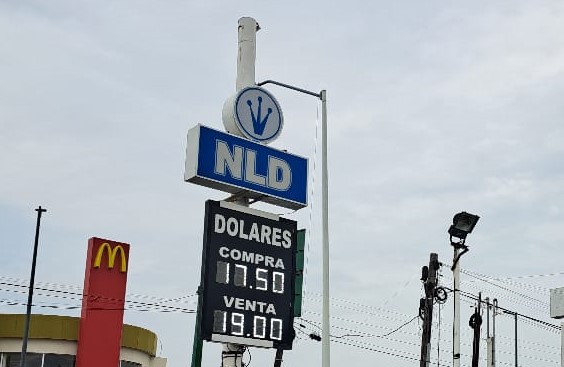 NLD
DOLARES
COMPRA
17.50
VENTA
19.00